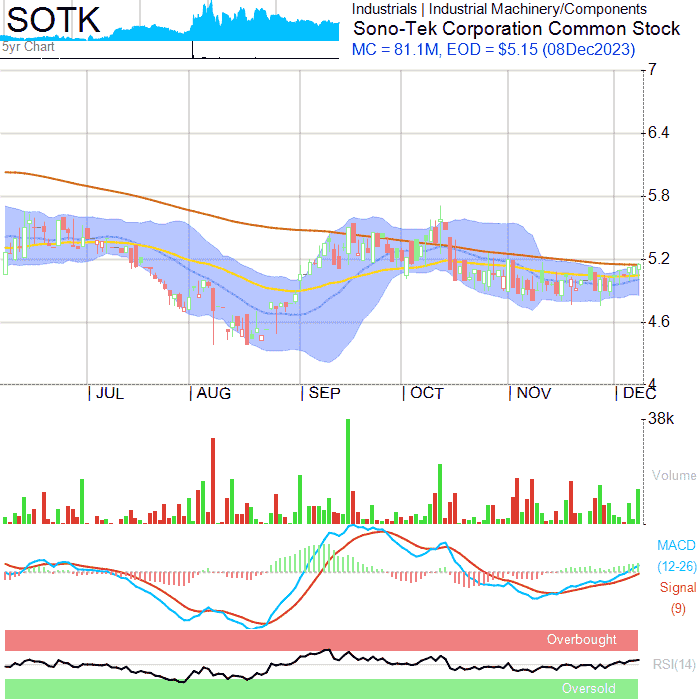 SOTK
5yr Chart
Industrials | Industrial Machinery/Components
Sono-Tek Corporation Common Stock
MC = 81.1M, EOD = $5.15 (08Dec2023)
7
6.4
5.8
5.2
4.6
4
JUL
AUG
SEP
OCT
NOV
DEC
38k
Volume
MACD
(12-26)
Signal
(9)
Overbought
RSI(14)
Oversold